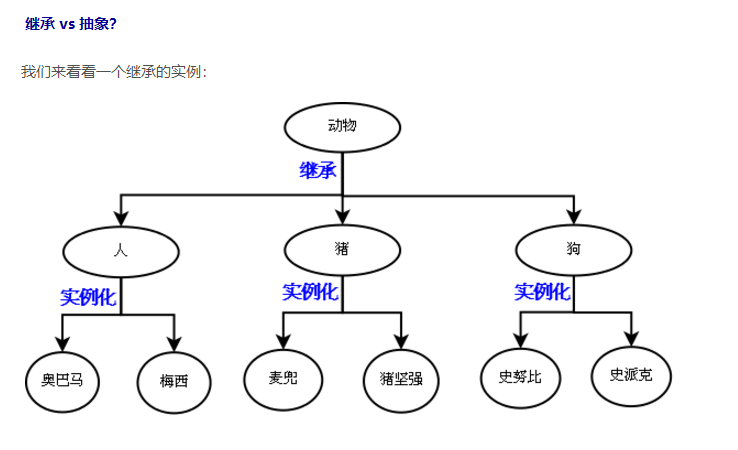 继承 vs 抽象?
我们来看看一个继承的实例:
动物
继承
人
猪
狗
实例化
实例化
实例化
奥巴马
梅西
麦兜
猪坚强
史努比
史派克